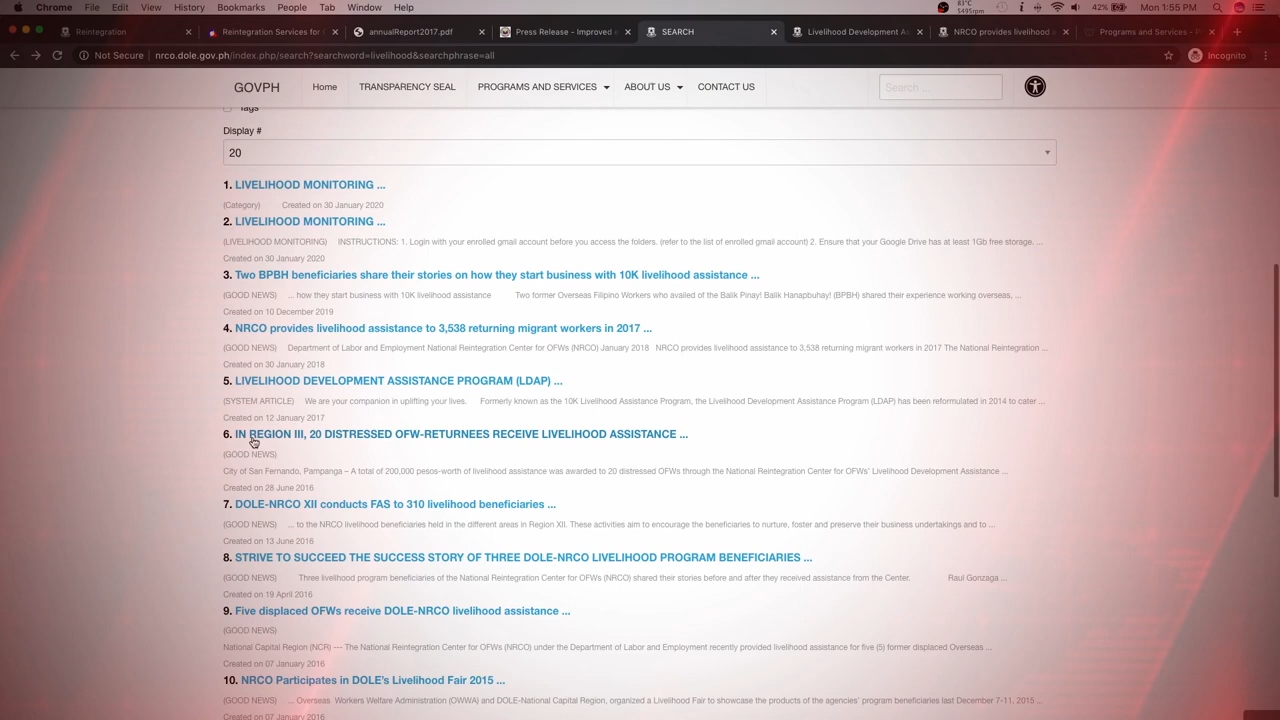 Chrome File Edit View History Bookmarks People Tab Window Help
83°C
5495rpm
42% Mon 1:55 PM
Reintegration
Reintegration Services for
annualReport2017.pdf
Press Release - Improved
SEARCH
Livelihood Development As
NRCO provides livelihood a
Programs and Services -
Not Secure | nrco.dole.gov.ph/index.php/search?searchword=livelihood&searchphrase=all
Incognito
GOVPH Home TRANSPARENCY SEAL PROGRAMS AND SERVICES ABOUT US CONTACT US Search ...
Tags
Display #
20
1. LIVELIHOOD MONITORING ...
(Category) Created on 30 January 2020
2. LIVELIHOOD MONITORING ...
(LIVELIHOOD MONITORING) INSTRUCTIONS: 1. Login with your enrolled gmail account before you access the folders. (refer to the list of enrolled gmail account) 2. Ensure that your Google Drive has at least 1Gb free storage. ...
Created on 30 January 2020
3. Two BPBH beneficiaries share their stories on how they start business with 10K livelihood assistance ...
(GOOD NEWS) ... how they start business with 10K livelihood assistance Two former Overseas Filipino Workers who availed of the Balik Pinay! Balik Hanapbuhay! (BPBH) shared their experience working overseas, ...
Created on 10 December 2019
4. NRCO provides livelihood assistance to 3,538 returning migrant workers in 2017 ...
(GOOD NEWS) Department of Labor and Employment National Reintegration Center for OFWs (NRCO) January 2018 NRCO provides livelihood assistance to 3,538 returning migrant workers in 2017 The National Reintegration ...
Created on 30 January 2018
5. LIVELIHOOD DEVELOPMENT ASSISTANCE PROGRAM (LDAP) ...
(SYSTEM ARTICLE) We are your companion in uplifting your lives. Formerly known as the 10K Livelihood Assistance Program, the Livelihood Development Assistance Program (LDAP) has been reformulated in 2014 to cater ...
Created on 12 January 2017
6. IN REGION III, 20 DISTRESSED OFW-RETURNEES RECEIVE LIVELIHOOD ASSISTANCE ...
(GOOD NEWS)
City of San Fernando, Pampanga – A total of 200,000 pesos-worth of livelihood assistance was awarded to 20 distressed OFWs through the National Reintegration Center for OFWs' Livelihood Development Assistance ...
Created on 28 June 2016
7. DOLE-NRCO XII conducts FAS to 310 livelihood beneficiaries ...
(GOOD NEWS) ... to the NRCO livelihood beneficiaries held in the different areas in Region XII. These activities aim to encourage the beneficiaries to nurture, foster and preserve their business undertakings and to ...
Created on 13 June 2016
8. STRIVE TO SUCCEED THE SUCCESS STORY OF THREE DOLE-NRCO LIVELIHOOD PROGRAM BENEFICIARIES ...
(GOOD NEWS) Three livelihood program beneficiaries of the National Reintegration Center for OFWs (NRCO) shared their stories before and after they received assistance from the Center. Raul Gonzaga ...
Created on 19 April 2016
9. Five displaced OFWs receive DOLE-NRCO livelihood assistance ...
(GOOD NEWS)
National Capital Region (NCR) --- The National Reintegration Center for OFWs (NRCO) under the Department of Labor and Employment recently provided livelihood assistance for five (5) former displaced Overseas ...
Created on 07 January 2016
10. NRCO Participates in DOLE's Livelihood Fair 2015 ...
(GOOD NEWS) ... Overseas Workers Welfare Administration (OWWA) and DOLE-National Capital Region, organized a Livelihood Fair to showcase the products of the agencies' program beneficiaries last December 7-11, 2015 ...
Created on 07 January 2016